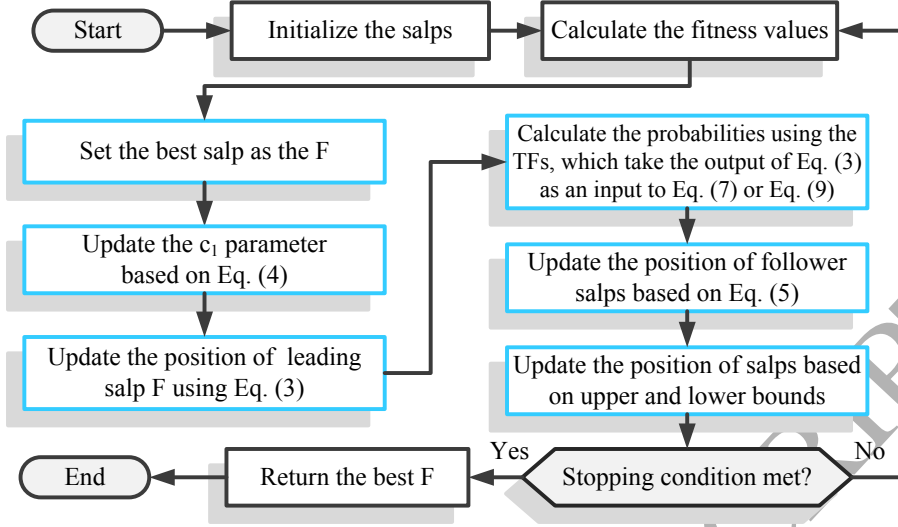 Start
Initialize the salps
Calculate the fitness values
Set the best salp as the F
Update the c₁ parameter
based on Eq. (4)
Update the position of leading
salp F using Eq. (3)
Calculate the probabilities using the
TFs, which take the output of Eq. (3)
as an input to Eq. (7) or Eq. (9)
Update the position of follower
salps based on Eq. (5)
Update the position of salps based
on upper and lower bounds
Stopping condition met?
Yes
No
Return the best F
End